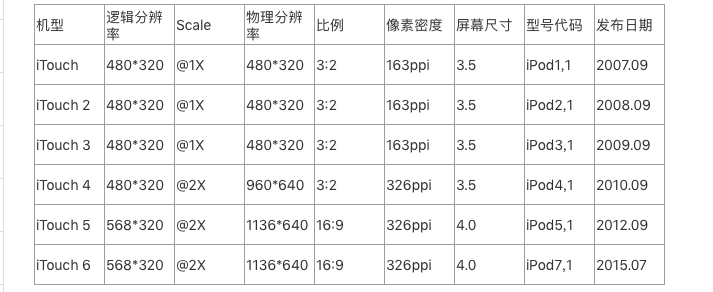 机型 逻辑分辨率 Scale 物理分辨率 比例 像素密度 屏幕尺寸 型号代码 发布日期
iTouch 480*320 @1X 480*320 3:2 163ppi 3.5 iPod1,1 2007.09
iTouch 2 480*320 @1X 480*320 3:2 163ppi 3.5 iPod2,1 2008.09
iTouch 3 480*320 @1X 480*320 3:2 163ppi 3.5 iPod3,1 2009.09
iTouch 4 480*320 @2X 960*640 3:2 326ppi 3.5 iPod4,1 2010.09
iTouch 5 568*320 @2X 1136*640 16:9 326ppi 4.0 iPod5,1 2012.09
iTouch 6 568*320 @2X 1136*640 16:9 326ppi 4.0 iPod7,1 2015.07